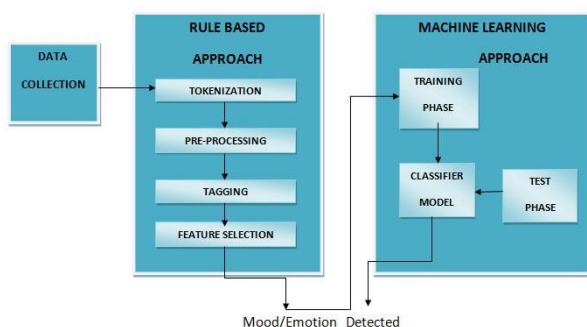 DATA
COLLECTION
RULE BASED
APPROACH
TOKENIZATION
PRE-PROCESSING
TAGGING
FEATURE SELECTION
MACHINE LEARNING
APPROACH
TRAINING
PHASE
CLASSIFIER
MODEL
TEST
PHASE
Mood/Emotion Detected